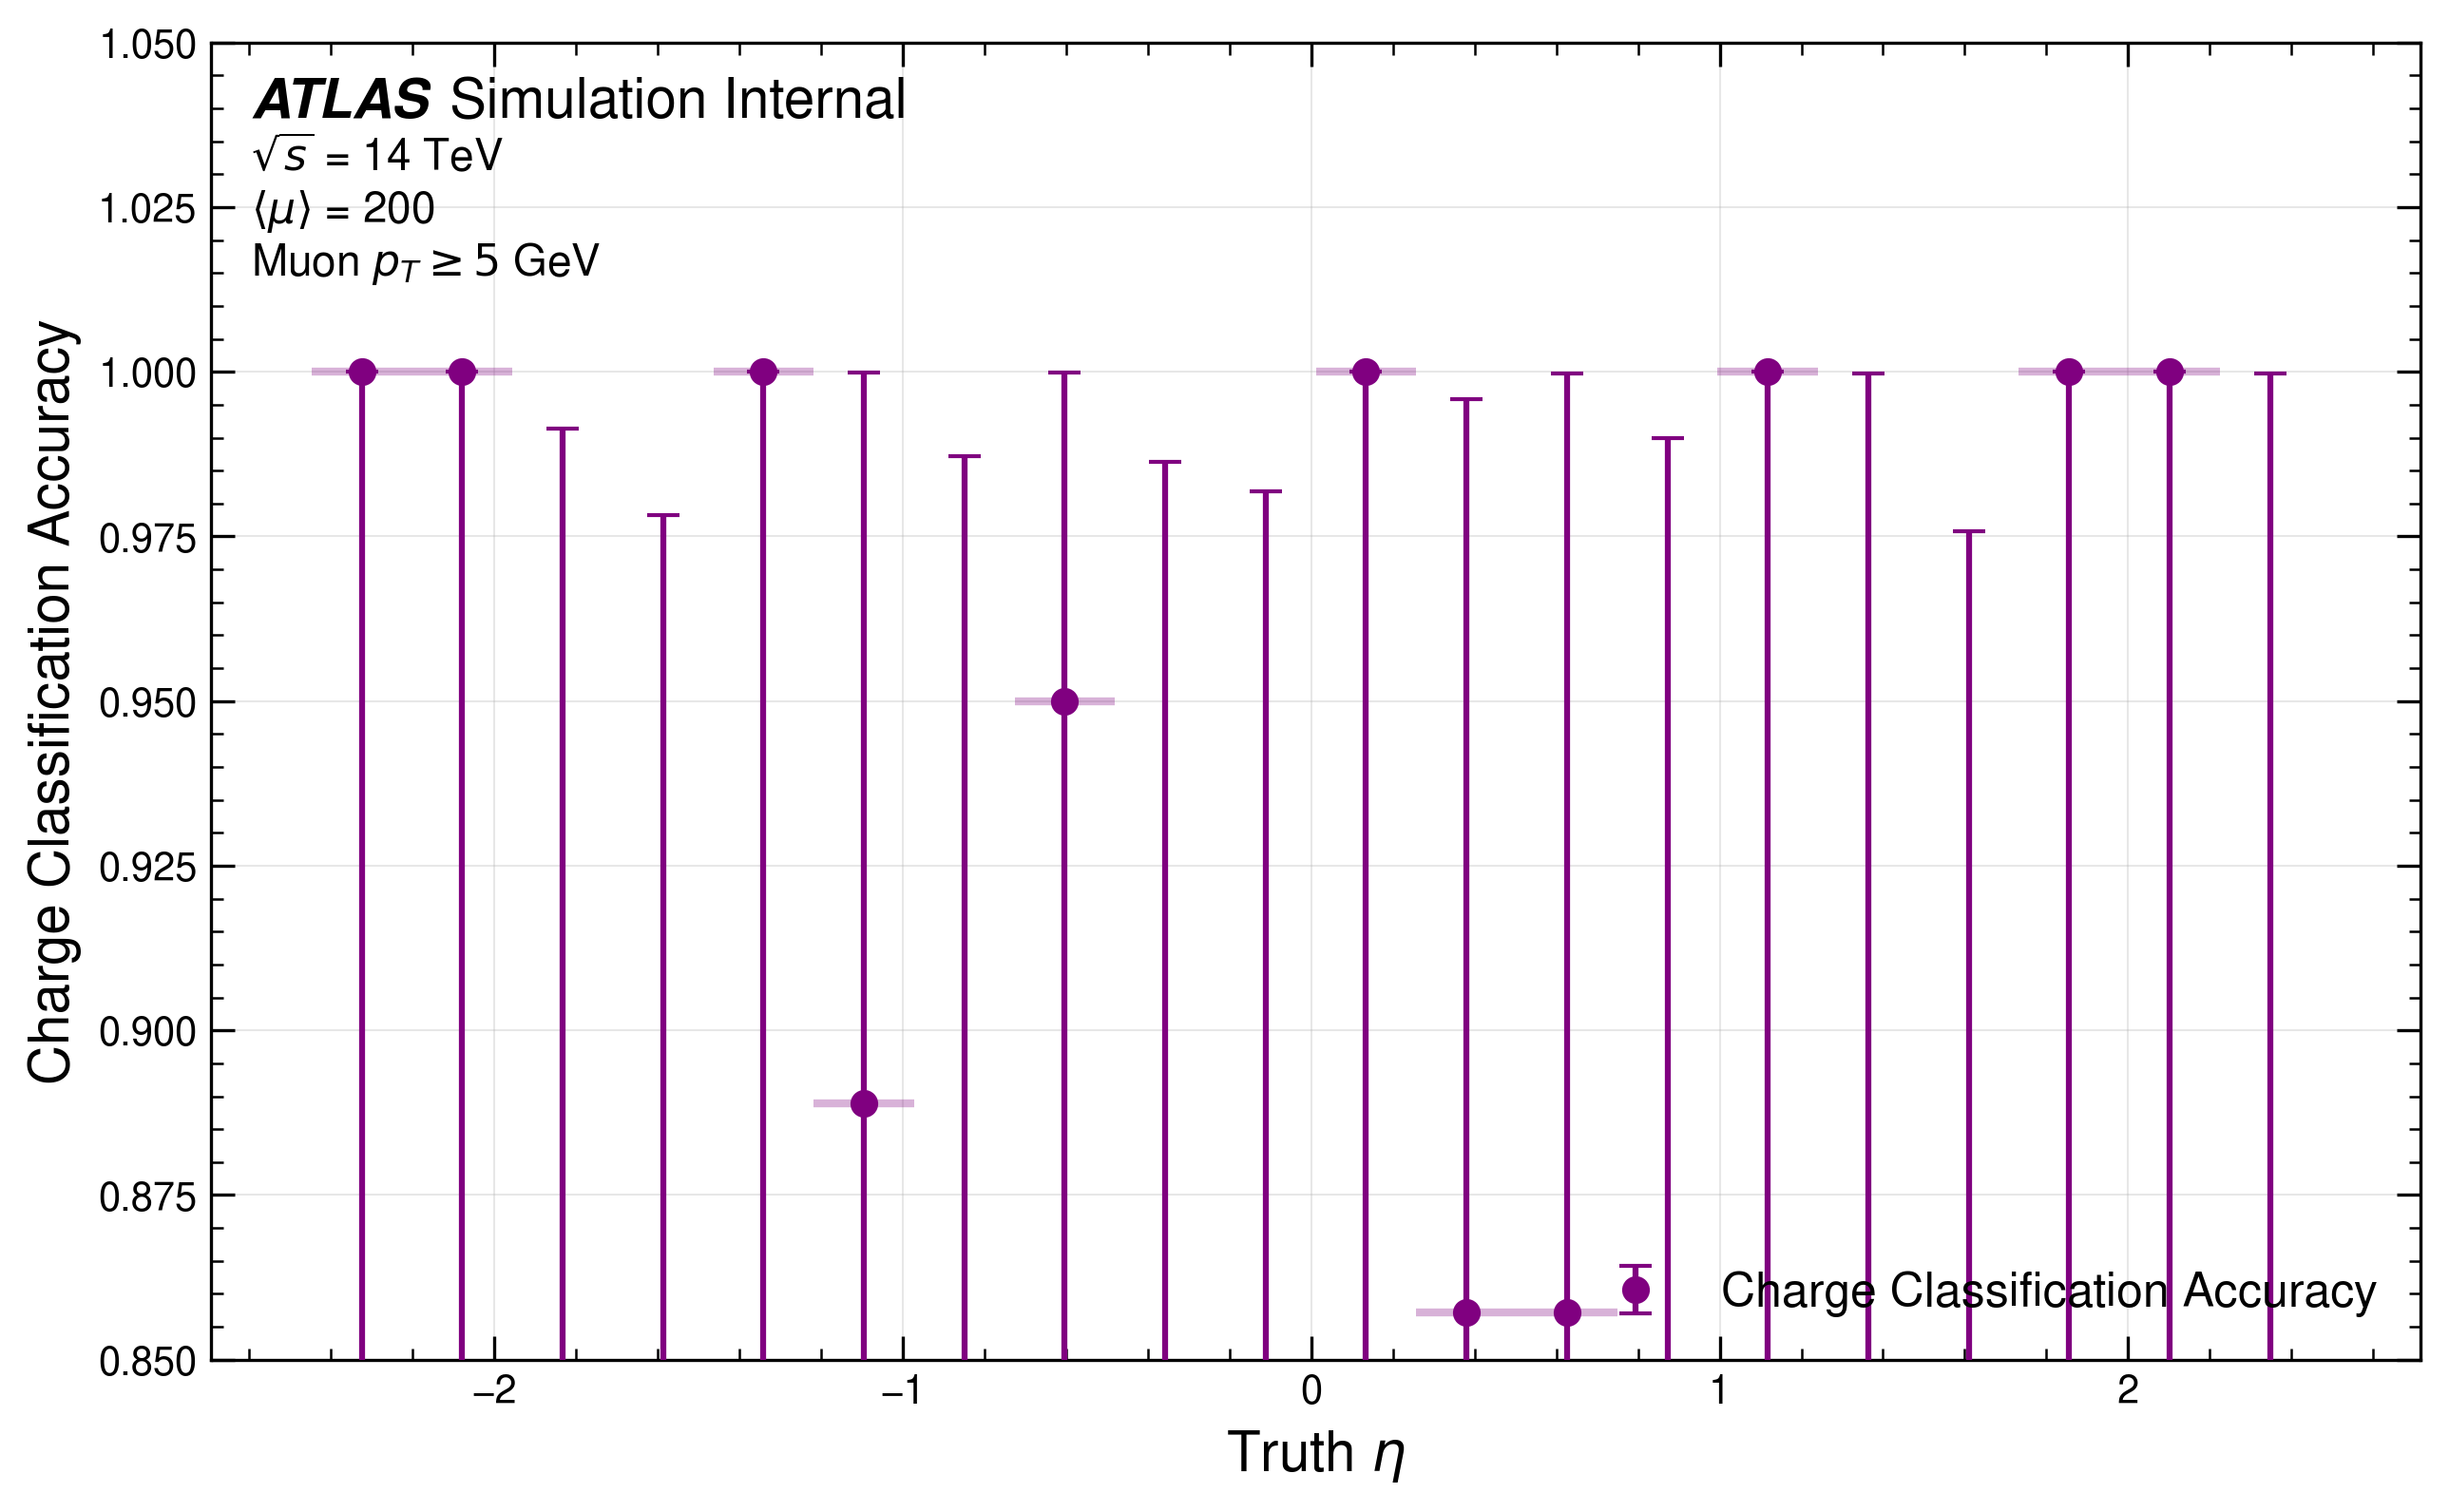 ATLAS Simulation Internal
√s = 14 TeV
⟨μ⟩ = 200
Muon p_T ≥ 5 GeV
1.050
1.025
1.000
0.975
0.950
0.925
0.900
0.875
0.850
Charge Classification Accuracy
Charge Classification Accuracy
−2 −1 0 1 2
Truth η